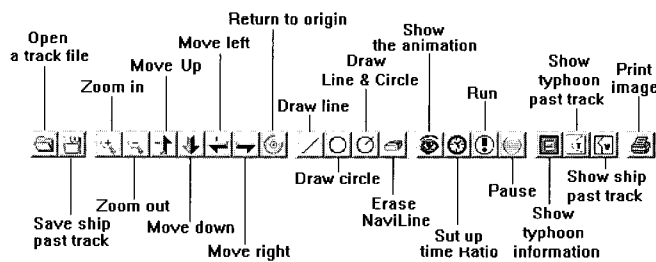 Return to origin
Open
a track file
Move left
Show
the animation
Move Up
Draw
Line & Circle
Show
typhoon
past track
Print
image
Zoom in
Draw line
Run
Save ship
past track
Zoom out
Move down
Move right
Draw circle
Erase
NaviLine
Sut up
time Ratio
Pause
Show
typhoon
information
Show ship
past track